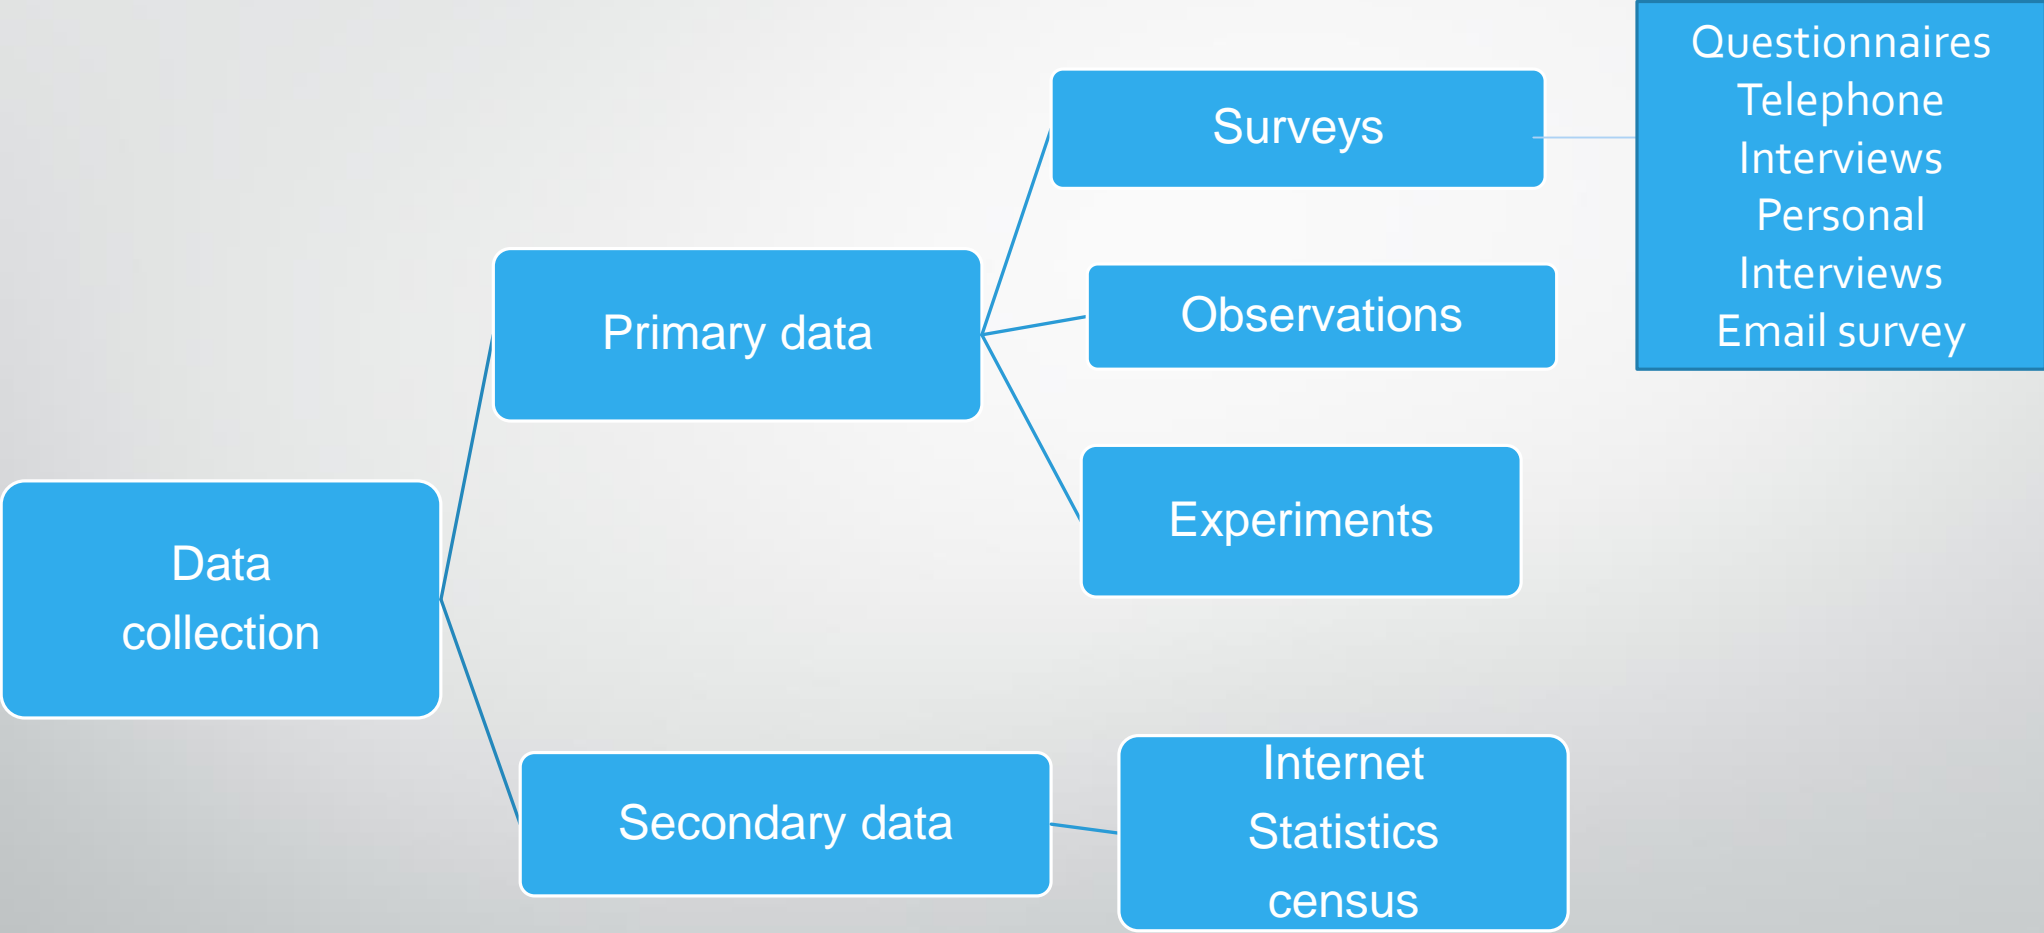 Data
collection
Primary data
Surveys
Questionnaires
Telephone
Interviews
Personal
Interviews
Email survey
Observations
Experiments
Secondary data
Internet
Statistics
census